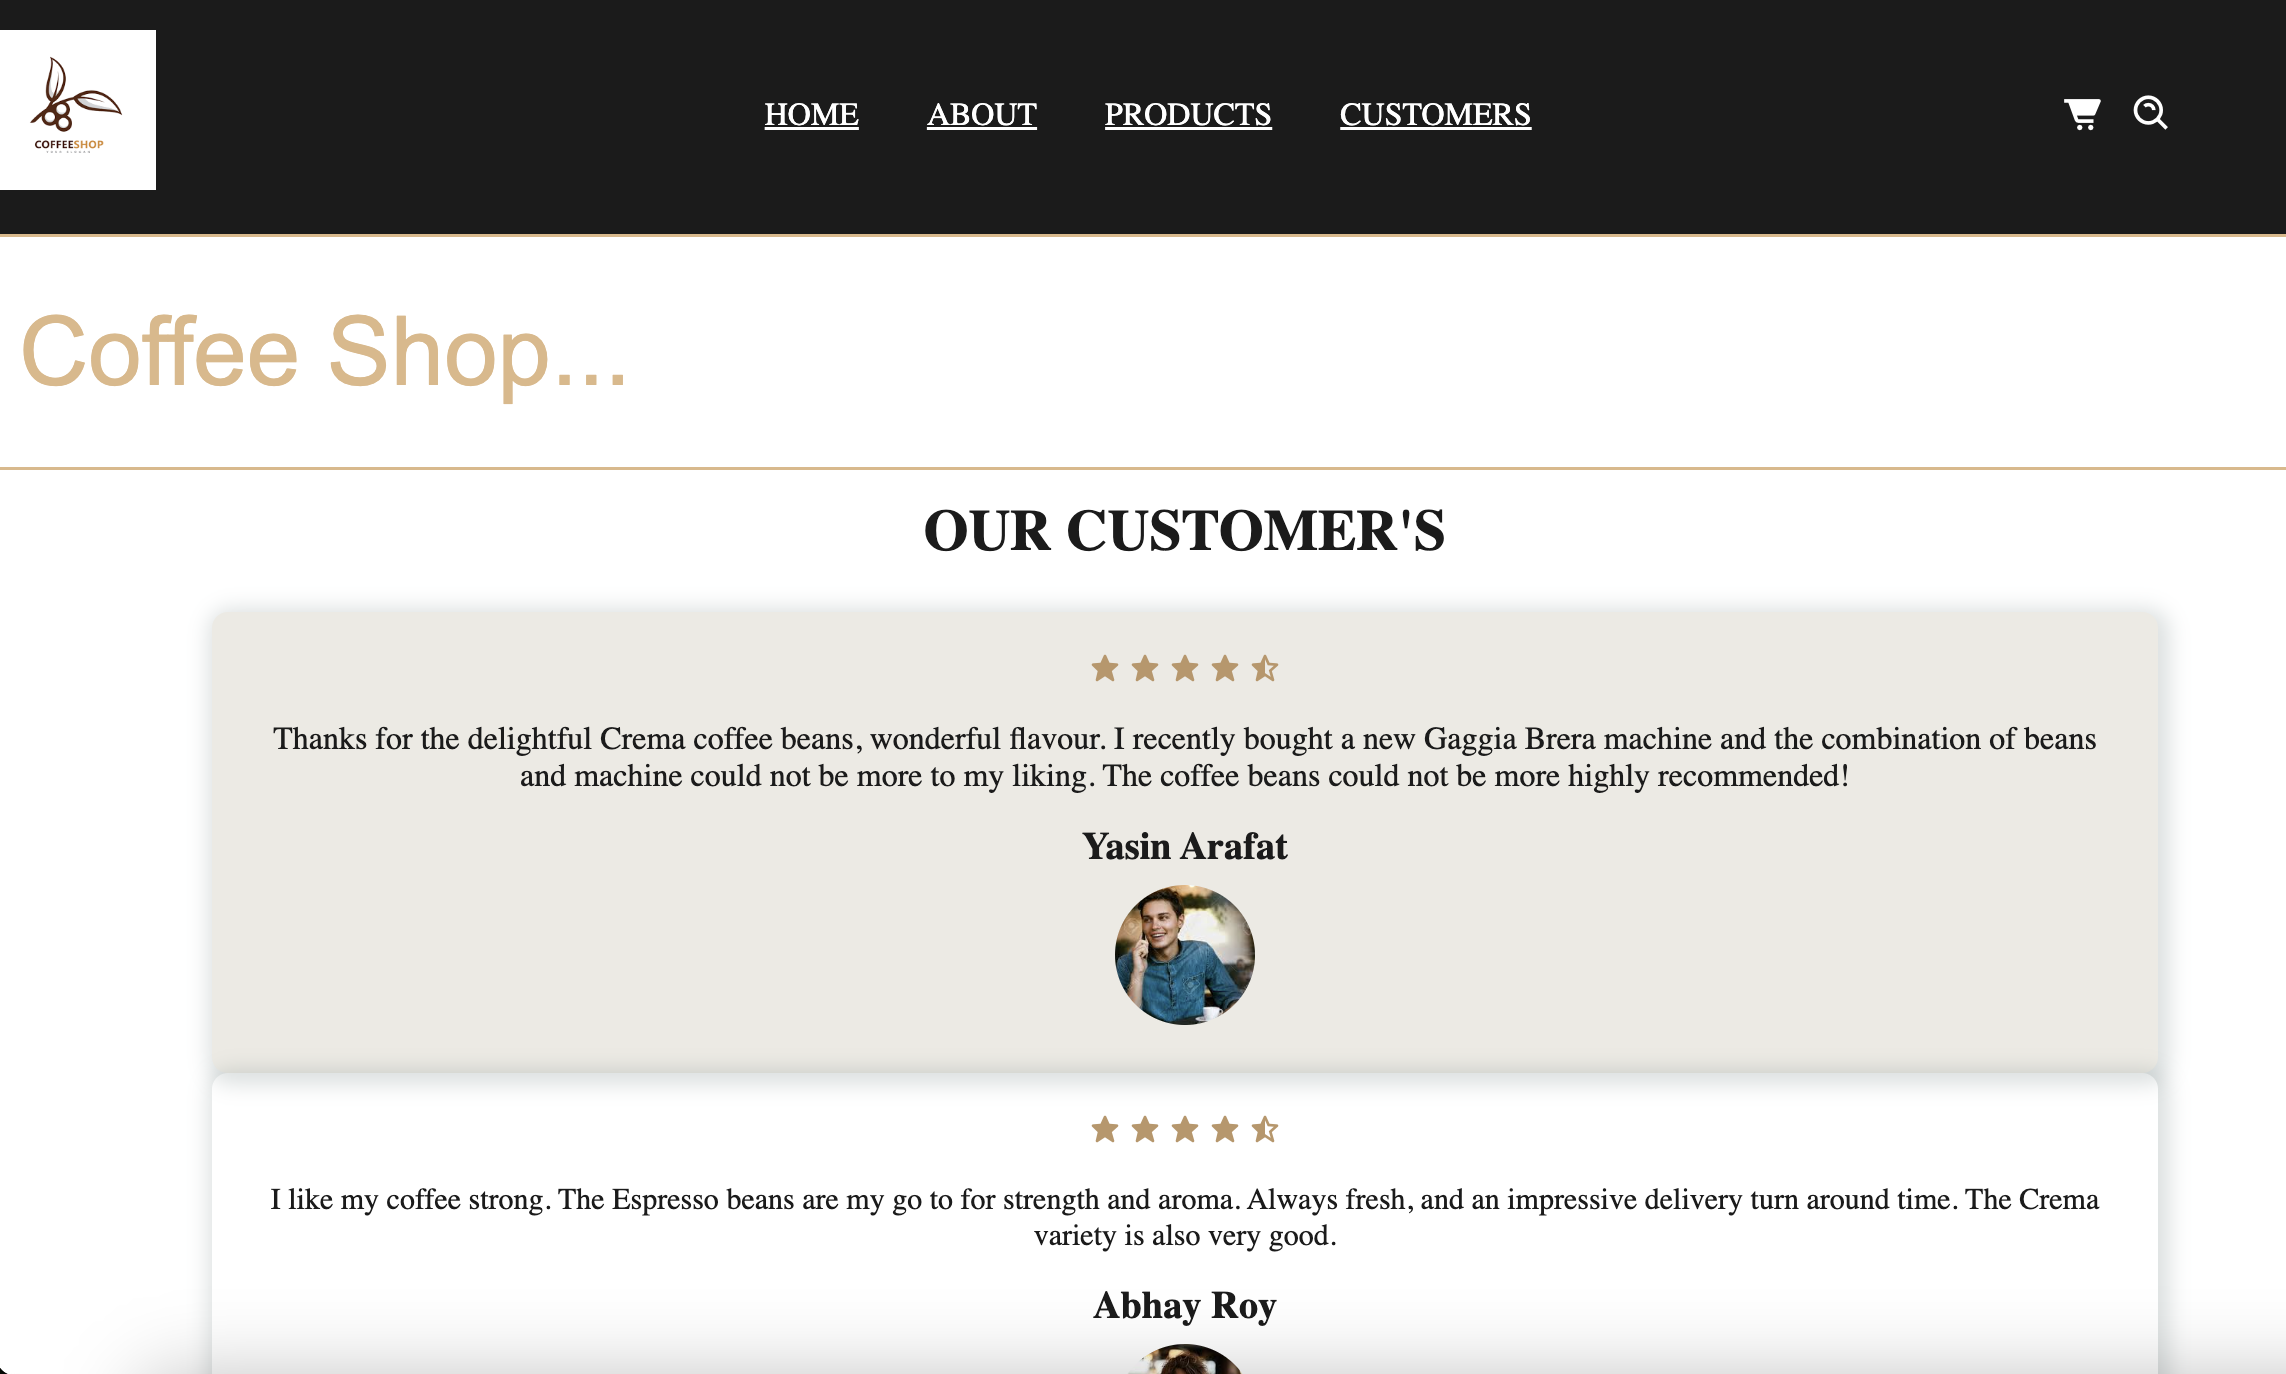 COFFEESHOP
HOME ABOUT PRODUCTS CUSTOMERS
Coffee Shop...
OUR CUSTOMER'S
Thanks for the delightful Crema coffee beans, wonderful flavour. I recently bought a new Gaggia Brera machine and the combination of beans
and machine could not be more to my liking. The coffee beans could not be more highly recommended!
Yasin Arafat
I like my coffee strong. The Espresso beans are my go to for strength and aroma. Always fresh, and an impressive delivery turn around time. The Crema
variety is also very good.
Abhay Roy